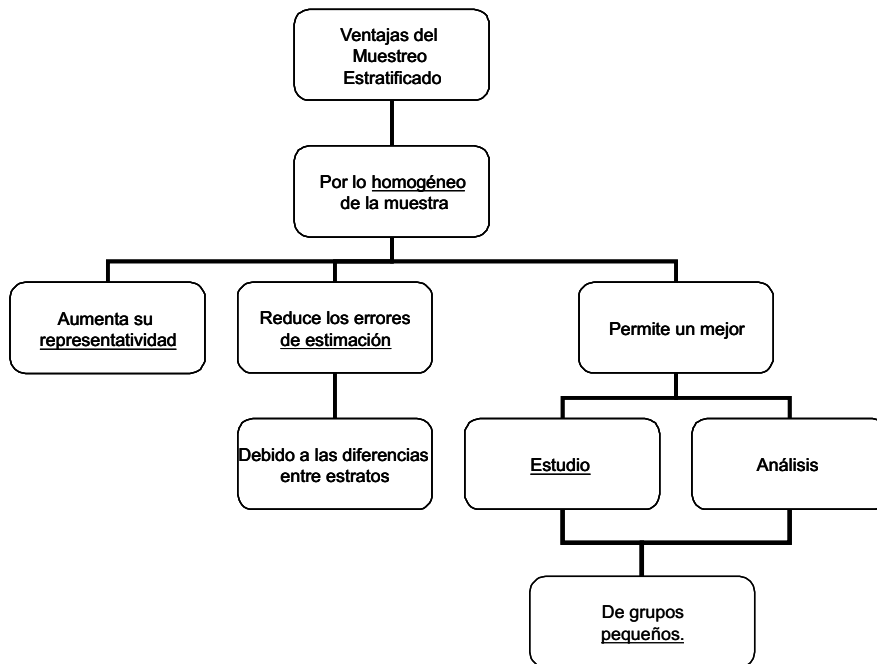 Ventajas del
Muestreo
Estratificado
Por lo homogéneo
de la muestra
Aumenta su
representatividad
Reduce los errores
de estimación
Permite un mejor
Debido a las diferencias
entre estratos
Estudio
Análisis
De grupos
pequeños.